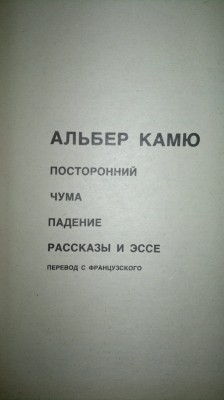 АЛЬБЕР КАМЮ
ПОСТОРОННИЙ
ЧУМА
ПАДЕНИЕ
РАССКАЗЫ И ЭССЕ
ПЕРЕВОД С ФРАНЦУЗСКОГО